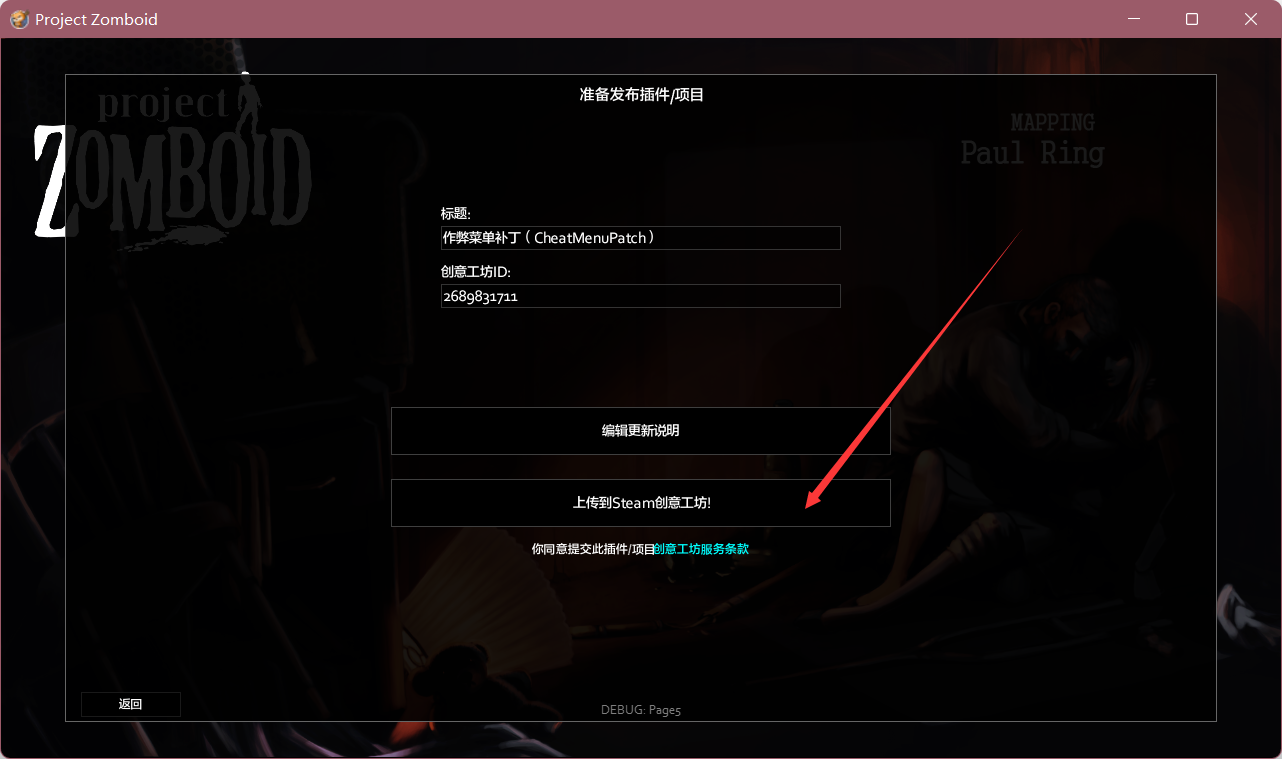 Project Zomboid
project
ZOMBOID
准备发布插件/项目
MAPPING
Paul Ring
标题:
作弊菜单补丁（CheatMenuPatch）
创意工坊ID:
2689831711
编辑更新说明
上传到Steam创意工坊!
你同意提交此插件/项目创意工坊服务条款
返回
DEBUG: Page5